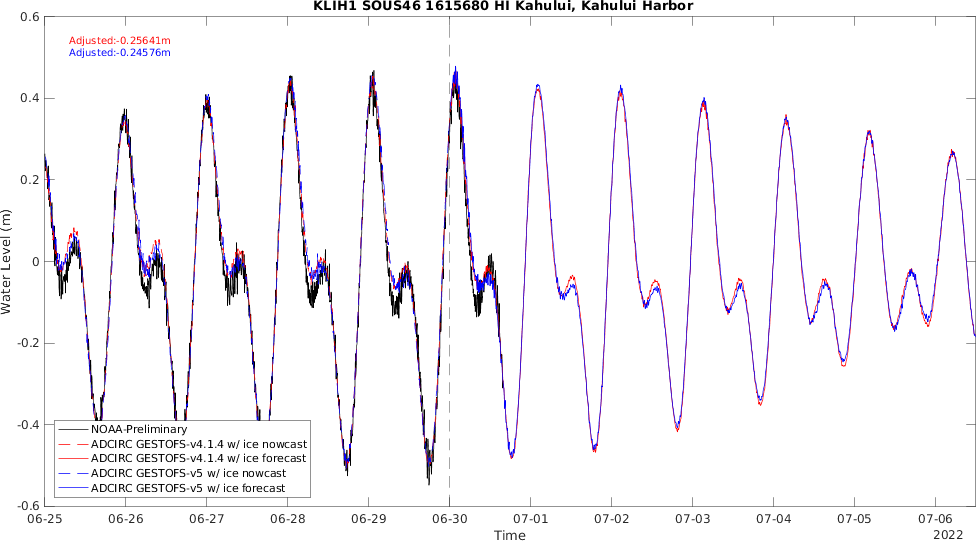 KLIH1 SOUS46 1615680 HI Kahului, Kahului Harbor
0.6
Adjusted:-0.25641m
Adjusted:-0.24576m
0.4
0.2
Water Level (m)
0
-0.2
-0.4
NOAA-Preliminary
ADCIRC GESTOFS-v4.1.4 w/ ice nowcast
ADCIRC GESTOFS-v4.1.4 w/ ice forecast
ADCIRC GESTOFS-v5 w/ ice nowcast
ADCIRC GESTOFS-v5 w/ ice forecast
-0.6
06-25 06-26 06-27 06-28 06-29 06-30 07-01 07-02 07-03 07-04 07-05 07-06
Time
2022